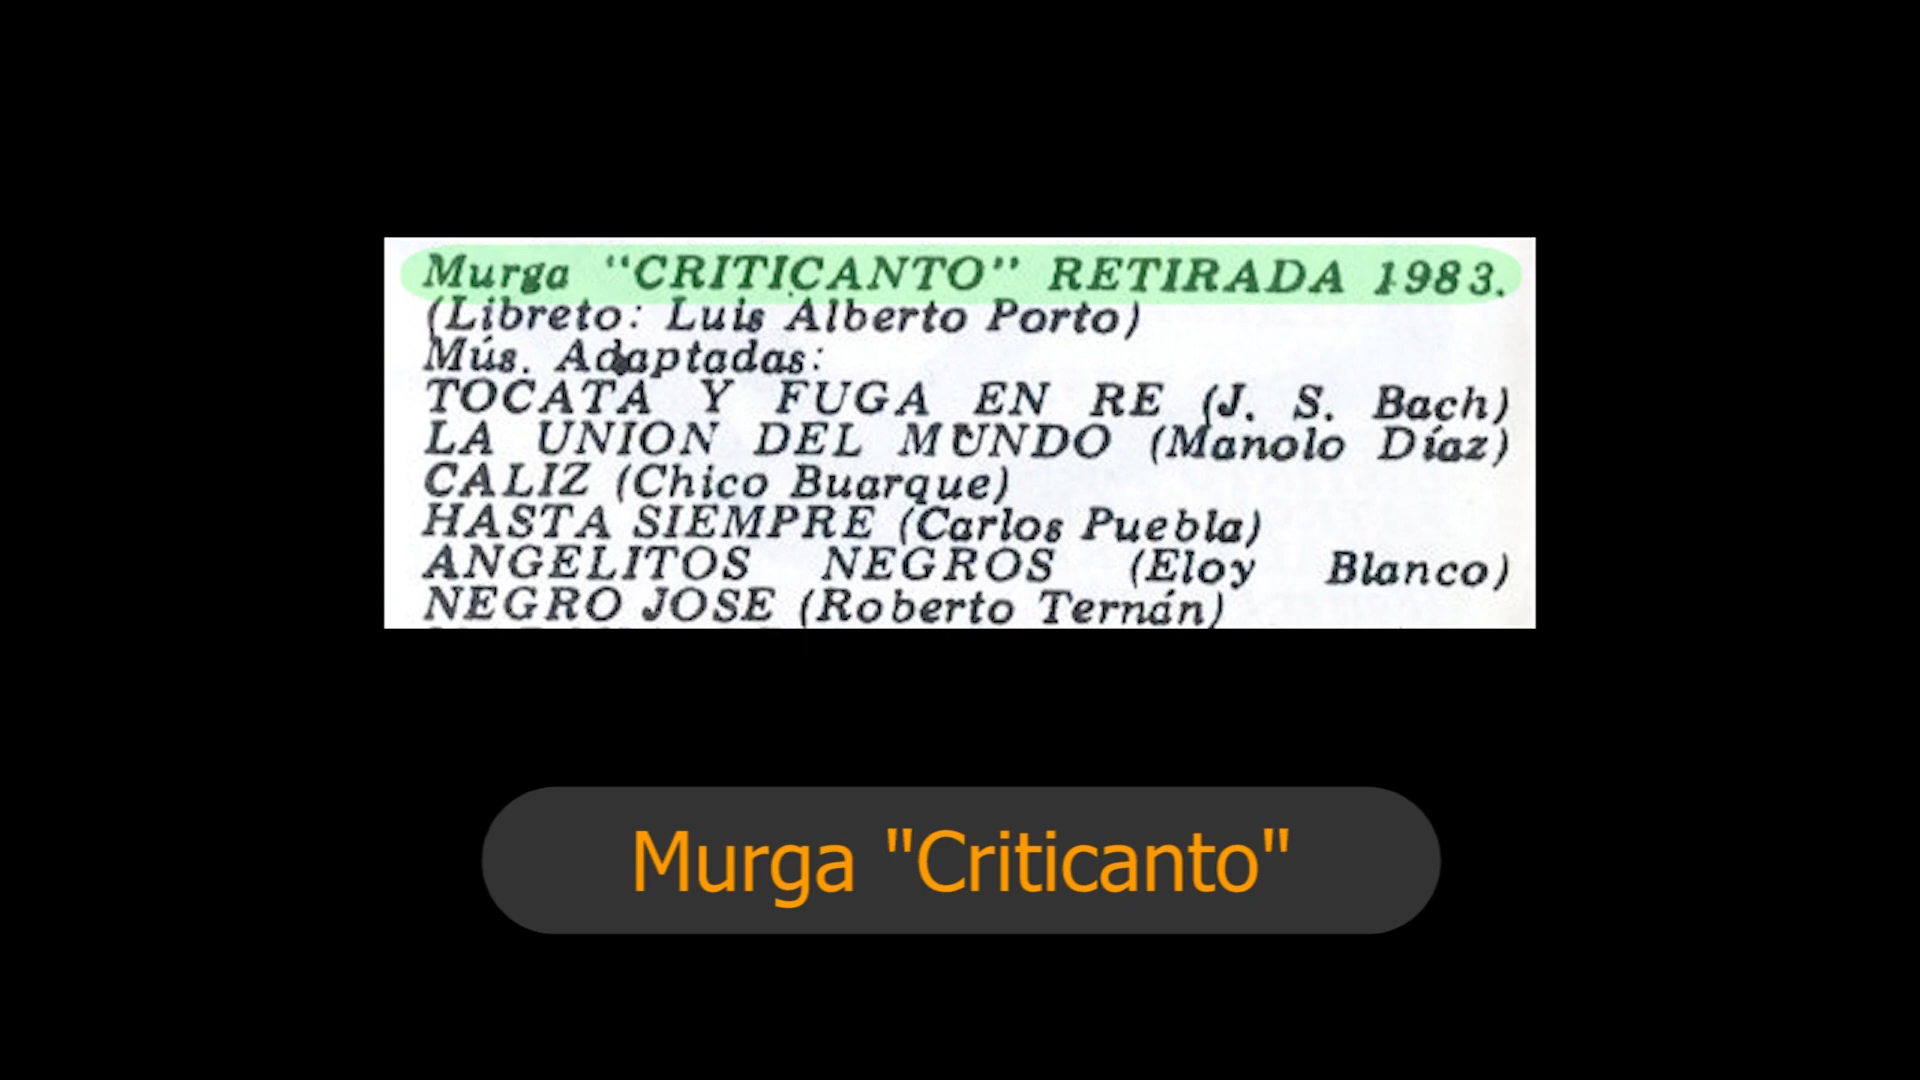 Murga “CRITICANTO” RETIRADA 1983.
(Libreto: Luis Alberto Porto)
Mús. Adaptadas:
TOCATA Y FUGA EN RE (J. S. Bach)
LA UNION DEL MUNDO (Manolo Díaz)
CALIZ (Chico Buarque)
HASTA SIEMPRE (Carlos Puebla)
ANGELITOS NEGROS (Eloy Blanco)
NEGRO JOSE (Roberto Ternán)
Murga "Criticanto"